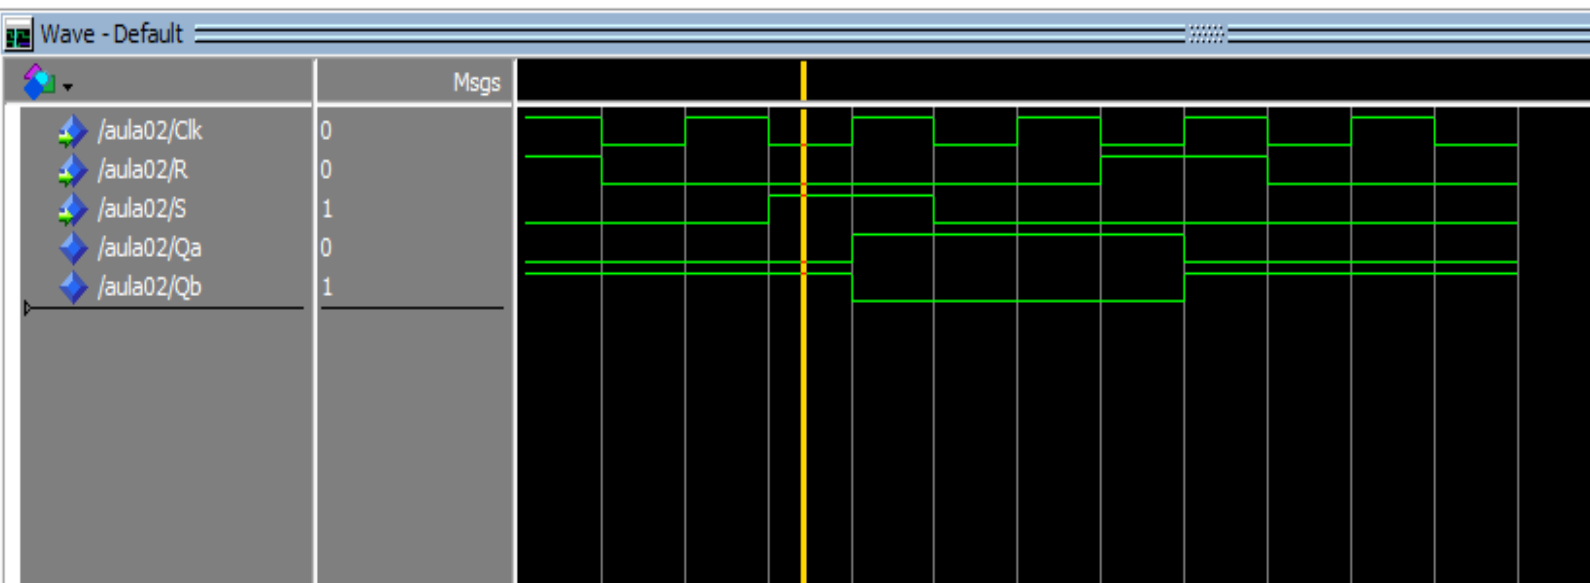 Wave - Default
Msgs
/aula02/Clk 0
/aula02/R 0
/aula02/S 1
/aula02/Qa 0
/aula02/Qb 1